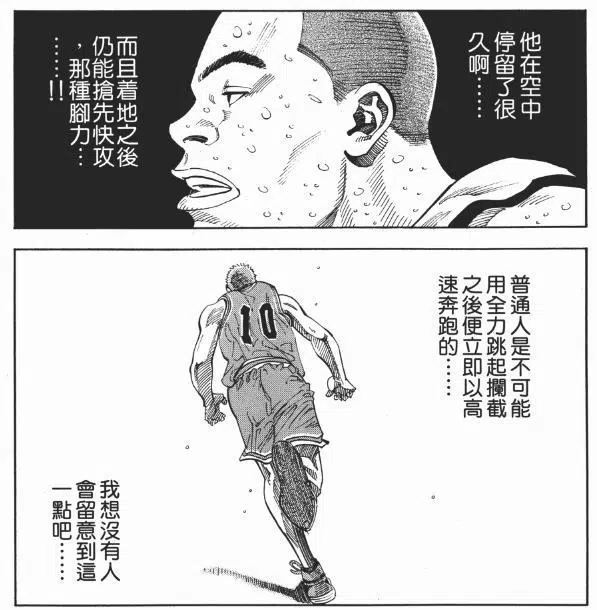 他在空中
停留了很
久啊……
而且着地之後
仍能搶先快攻
，那種腳力…
……!!
普通人是不可能
用全力跳起攔截
之後便立即以高
速奔跑的……
10
我想沒有人
會留意到這
一點吧……